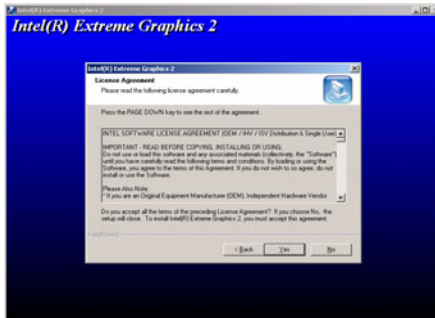 Intel(R) Extreme Graphics 2
Intel(R) Extreme Graphics 2
Intel(R) Extreme Graphics 2
License Agreement
Please read the following license agreement carefully.
Press the PAGE DOWN key to see the rest of the agreement.
INTEL SOFTWARE LICENSE AGREEMENT (OEM / IHV / ISV Distribution & Single User)
IMPORTANT - READ BEFORE COPYING, INSTALLING OR USING.
Do not use or load this software and any associated materials (collectively, the "Software")
until you have carefully read the following terms and conditions. By loading or using the
Software, you agree to the terms of this Agreement. If you do not wish to so agree, do not
install or use the Software.
Please Also Note:
* If you are an Original Equipment Manufacturer (OEM), Independent Hardware Vendor
Do you accept all the terms of the preceding License Agreement? If you choose No, the
setup will close. To install Intel(R) Extreme Graphics 2, you must accept this agreement.
InstallShield
< Back
Yes
No